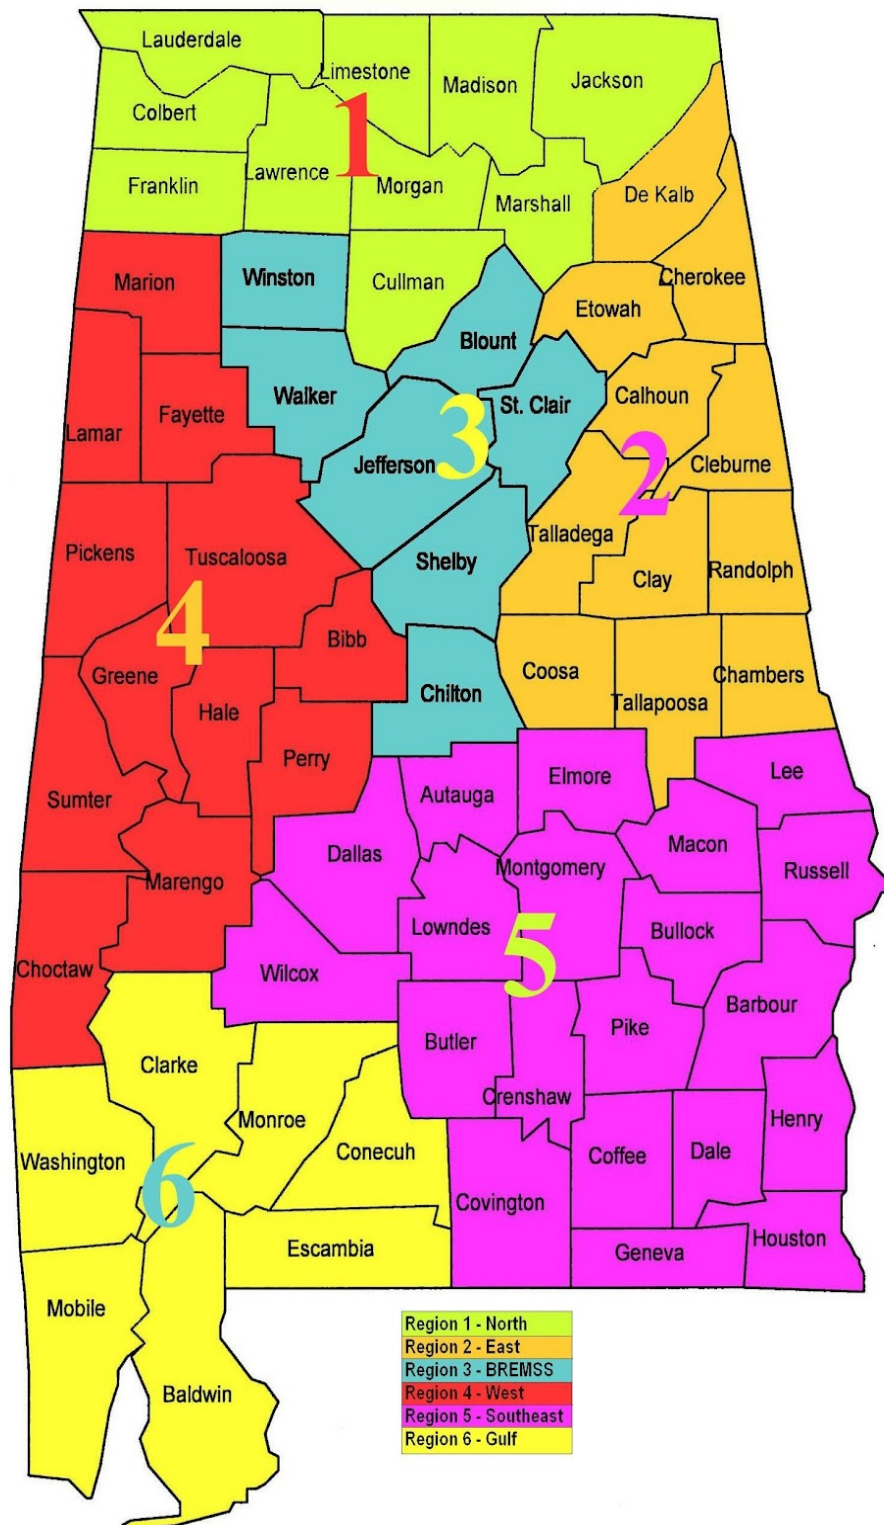 Lauderdale
Limestone
Madison
Jackson
Colbert
1
Franklin
Lawrence
Morgan
Marshall
De Kalb
Marion
Winston
Cullman
Cherokee
Etowah
Blount
Walker
Fayette
Lamar
St. Clair
Calhoun
3
Jefferson
2
Cleburne
Pickens
Tuscaloosa
Shelby
Talladega
Clay
Randolph
4
Bibb
Greene
Hale
Chilton
Coosa
Tallapoosa
Chambers
Perry
Sumter
Autauga
Elmore
Lee
Dallas
Macon
Montgomery
Russell
Marengo
Lowndes
Bullock
5
Choctaw
Wilcox
Barbour
Pike
Butler
Clarke
Crenshaw
Monroe
Henry
Washington
Conecuh
Coffee
Dale
6
Covington
Escambia
Geneva
Houston
Mobile
Baldwin
Region 1 - North
Region 2 - East
Region 3 - BREMSS
Region 4 - West
Region 5 - Southeast
Region 6 - Gulf